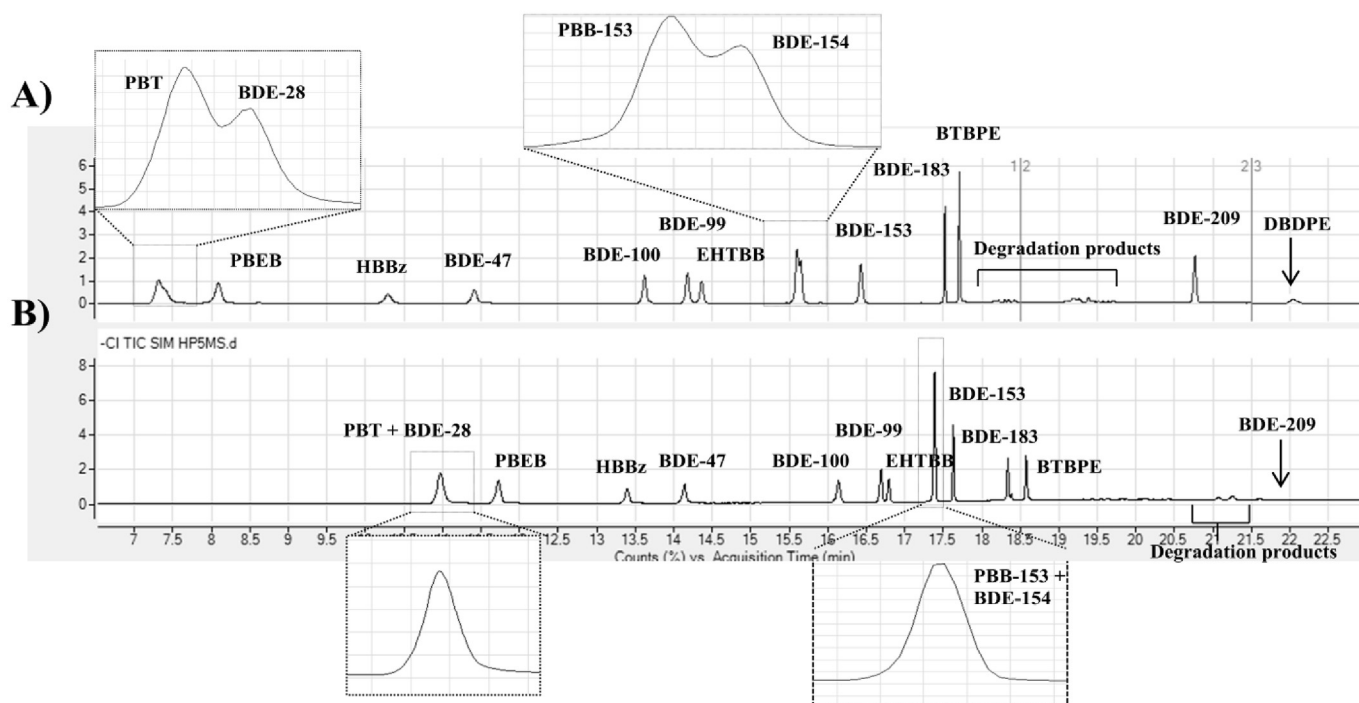 PBB-153
BDE-154
PBT
BDE-28
A)
BTBPE
BDE-183
1 2
2 3
BDE-99
BDE-153
BDE-209
DBDPE
PBEB
HBBz
BDE-47
BDE-100
EHTBB
Degradation products
6
5
4
3
2
1
0
B)
-CI TIC SIM HP5MS.d
8
6
4
2
0
BDE-153
PBT + BDE-28
BDE-99
BDE-183
BDE-209
PBEB
HBBz
BDE-47
BDE-100
EHTBB
BTBPE
7 7.5 8 8.5 9 9.5 12.5 13 13.5 14 14.5 15 15.5 16 16.5 17 17.5 18 18.5 19 19.5 20 20.5 21 21.5 22 22.5
Counts (%) vs. Acquisition Time (min)
Degradation products
PBB-153 +
BDE-154